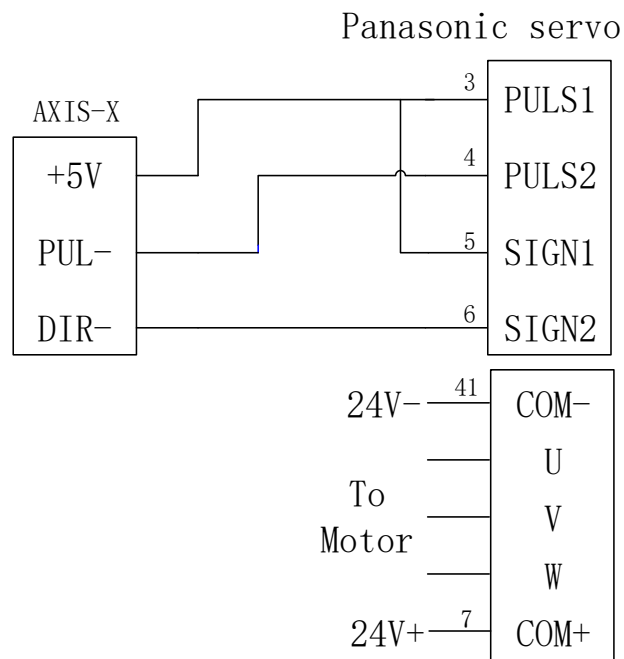 Panasonic servo
AXIS-X
3 PULS1
+5V
4 PULS2
PUL-
5 SIGN1
DIR-
6 SIGN2
24V- 41 COM-
U
To
V
Motor
W
24V+ 7 COM+